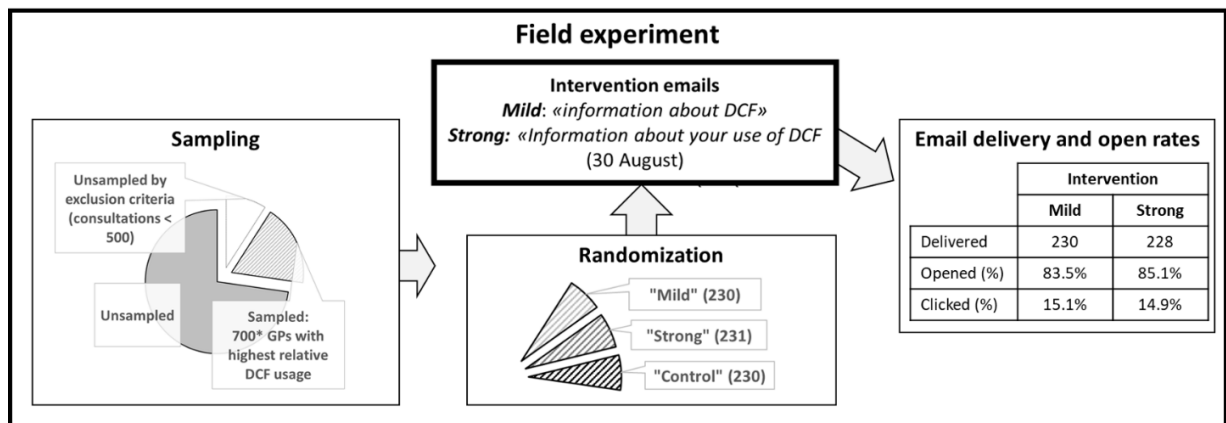 Field experiment
Sampling
Unsampled by
exclusion criteria
(consultations <
500)
Unsampled
Sampled:
700* GPs with
highest relative
DCF usage
Intervention emails
Mild: «information about DCF»
Strong: «Information about your use of DCF
(30 August)
Randomization
"Mild" (230)
"Strong" (231)
"Control" (230)
Email delivery and open rates
Intervention
Mild Strong
Delivered 230 228
Opened (%) 83.5% 85.1%
Clicked (%) 15.1% 14.9%